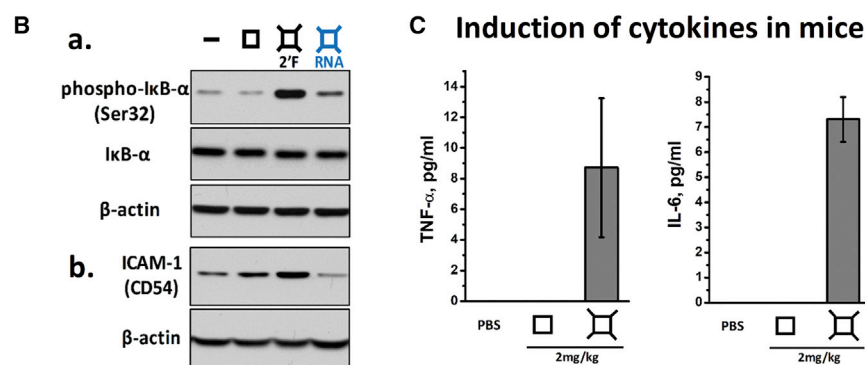 B
a.
2'F RNA
phospho-IκB-α
(Ser32)
IκB-α
β-actin
b.
ICAM-1
(CD54)
β-actin
C Induction of cytokines in mice
TNF-α, pg/ml
14
12
10
8
6
4
2
0
PBS
2mg/kg
IL-6, pg/ml
9
8
7
6
5
4
3
2
1
0
PBS
2mg/kg